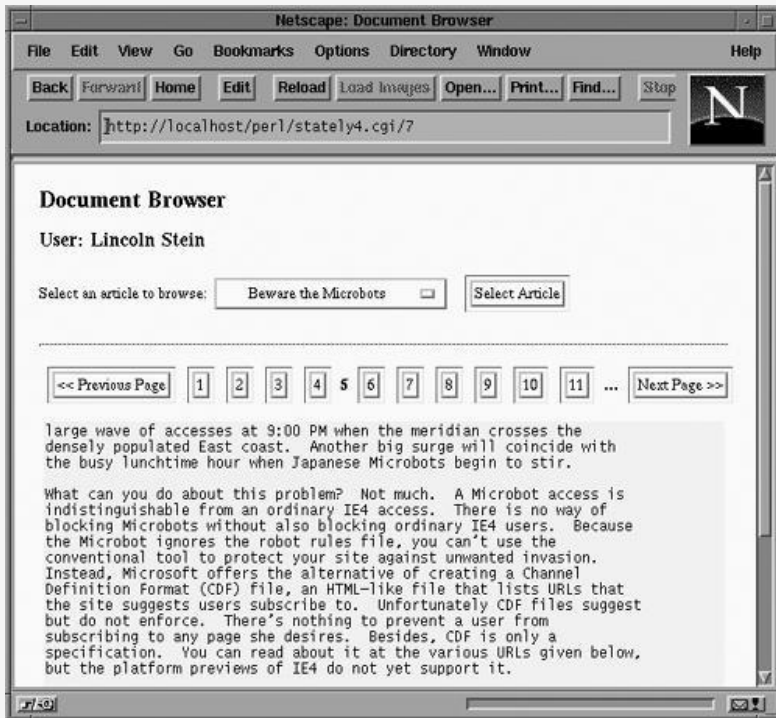 Netscape: Document Browser
File Edit View Go Bookmarks Options Directory Window Help
Back Forward Home Edit Reload Load Images Open... Print... Find... Stop
N
Location: http://localhost/perl/stately4.cgi/7
Document Browser
User: Lincoln Stein
Select an article to browse: Beware the Microbots Select Article
<< Previous Page 1 2 3 4 5 6 7 8 9 10 11 ... Next Page >>
large wave of accesses at 9:00 PM when the meridian crosses the
densely populated East coast. Another big surge will coincide with
the busy lunchtime hour when Japanese Microbots begin to stir.
What can you do about this problem? Not much. A Microbot access is
indistinguishable from an ordinary IE4 access. There is no way of
blocking Microbots without also blocking ordinary IE4 users. Because
the Microbot ignores the robot rules file, you can't use the
conventional tool to protect your site against unwanted invasion.
Instead, Microsoft offers the alternative of creating a Channel
Definition Format (CDF) file, an HTML-like file that lists URLs that
the site suggests users subscribe to. Unfortunately CDF files suggest
but do not enforce. There's nothing to prevent a user from
subscribing to any page she desires. Besides, CDF is only a
specification. You can read about it at the various URLs given below,
but the platform previews of IE4 do not yet support it.